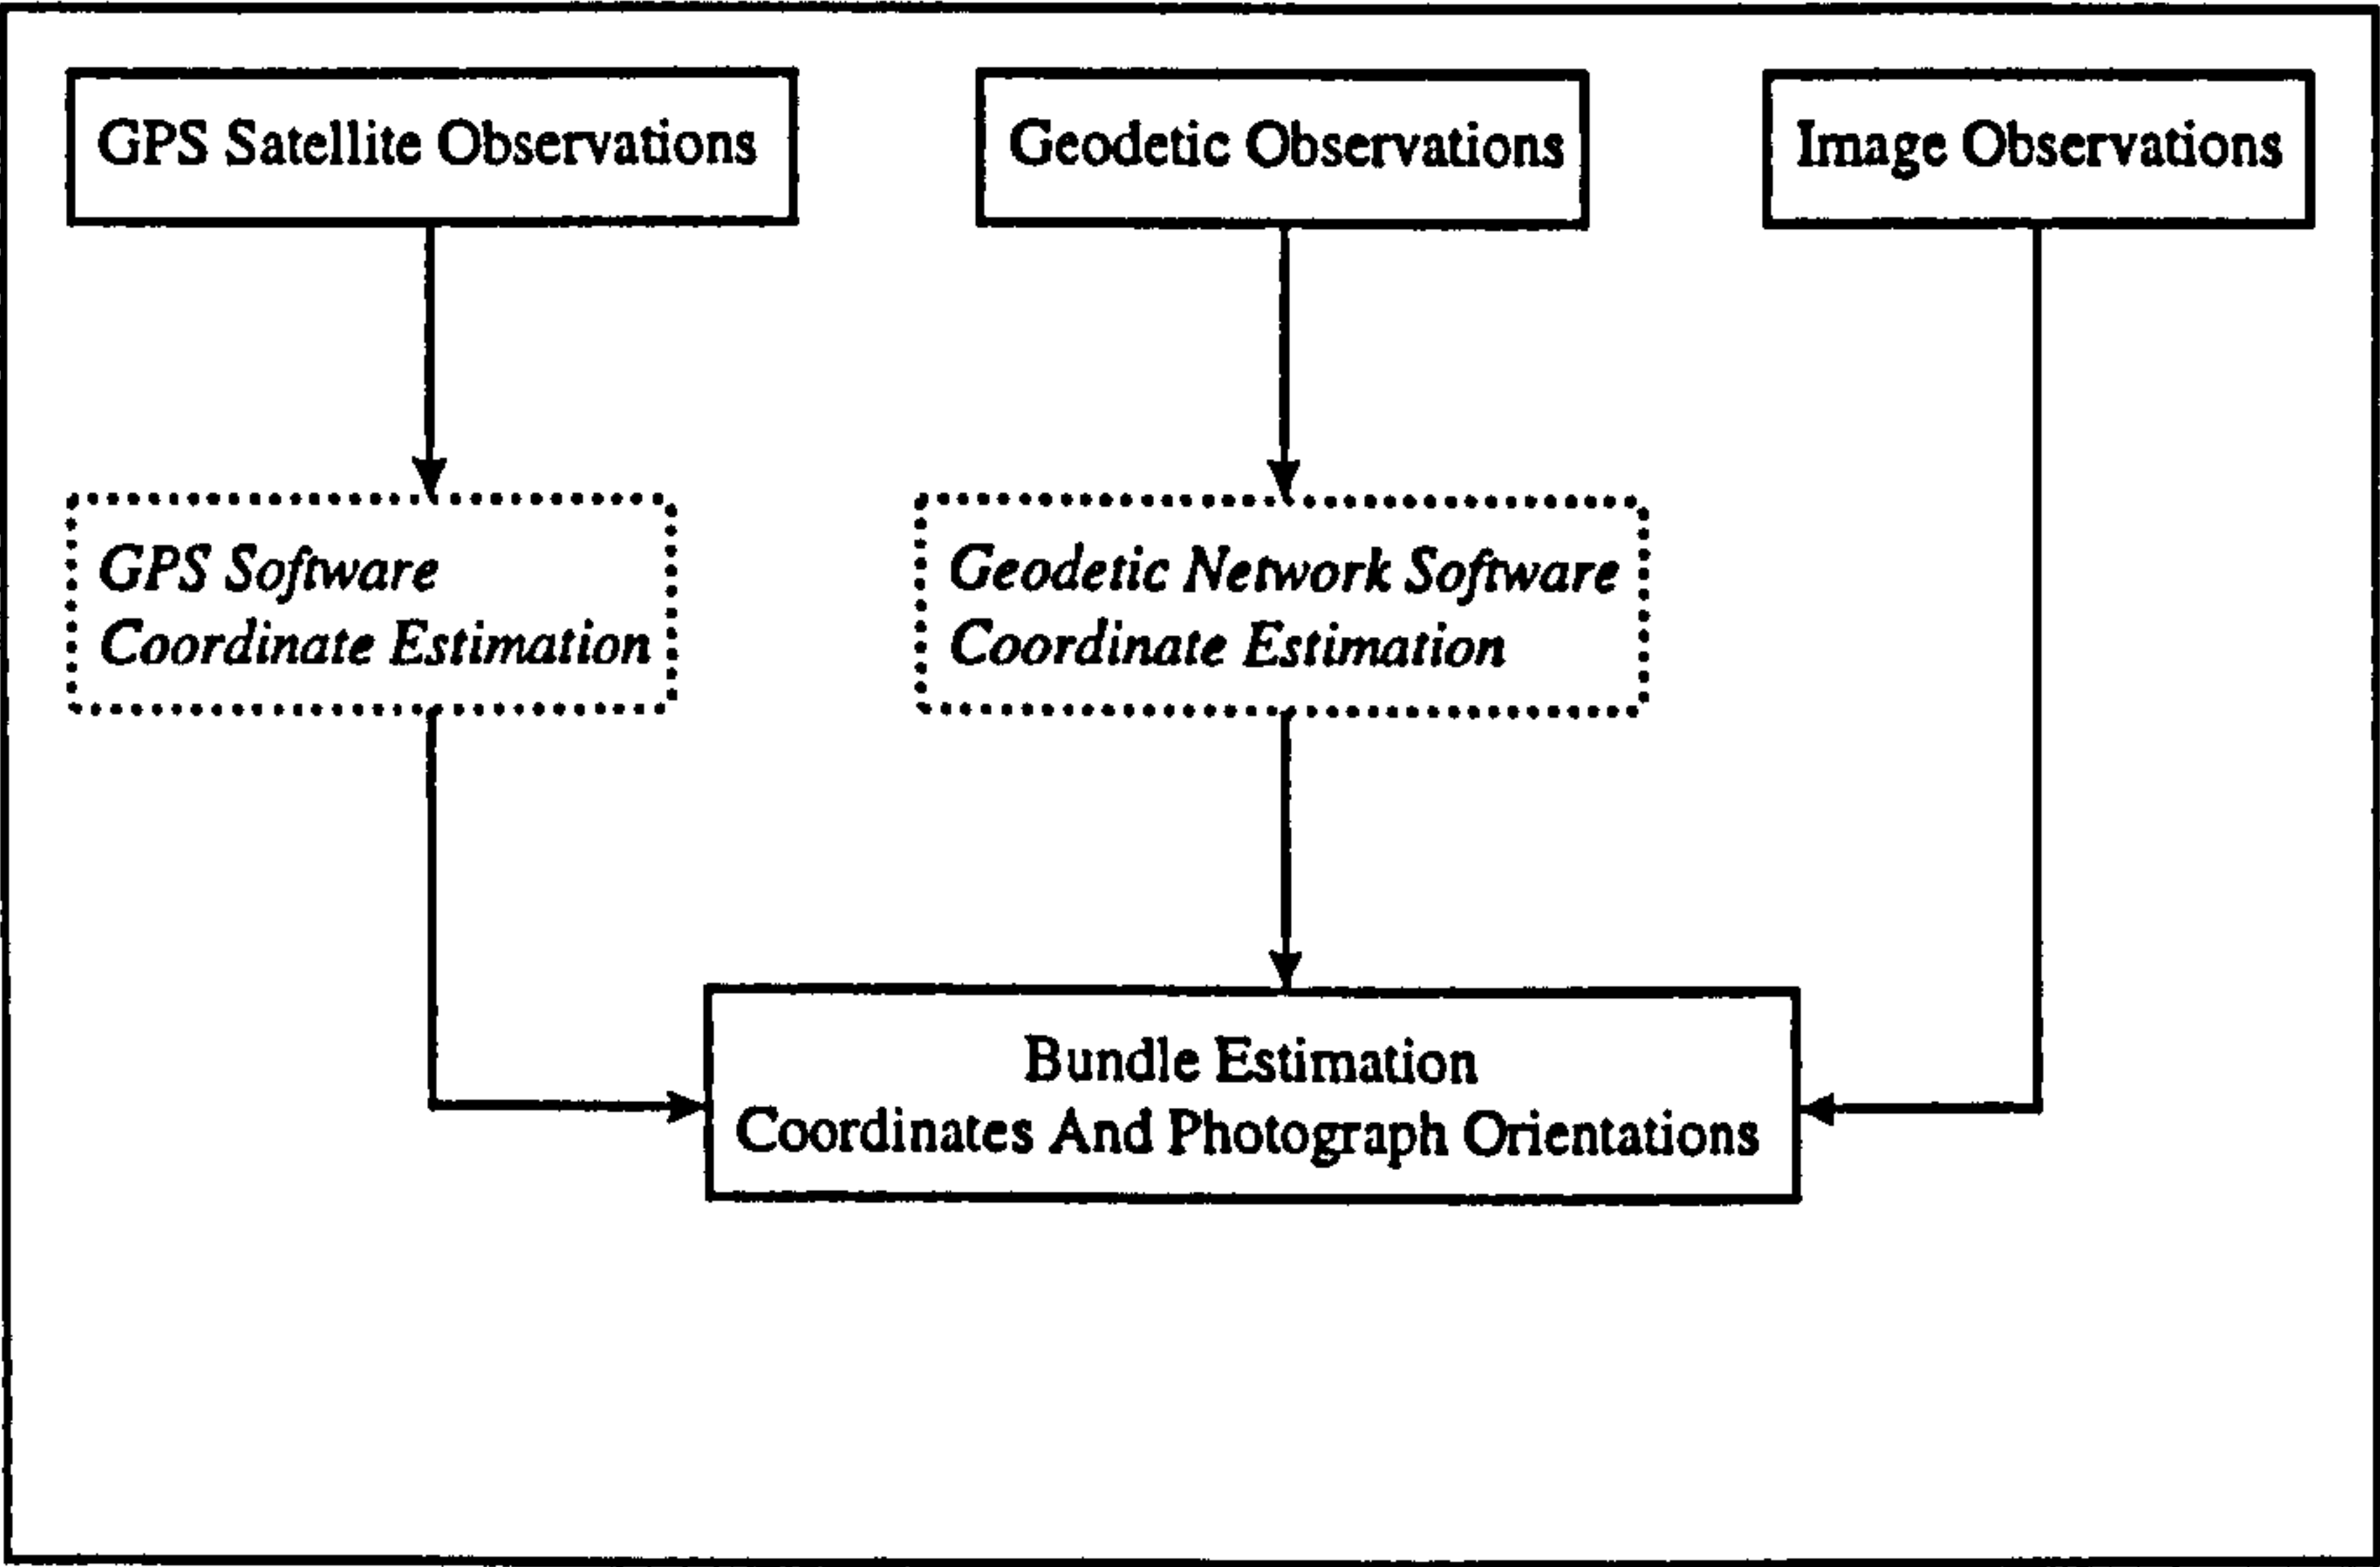 GPS Satellite Observations
Geodetic Observations
Image Observations
GPS Software
Coordinate Estimation
Geodetic Network Software
Coordinate Estimation
Bundle Estimation
Coordinates And Photograph Orientations